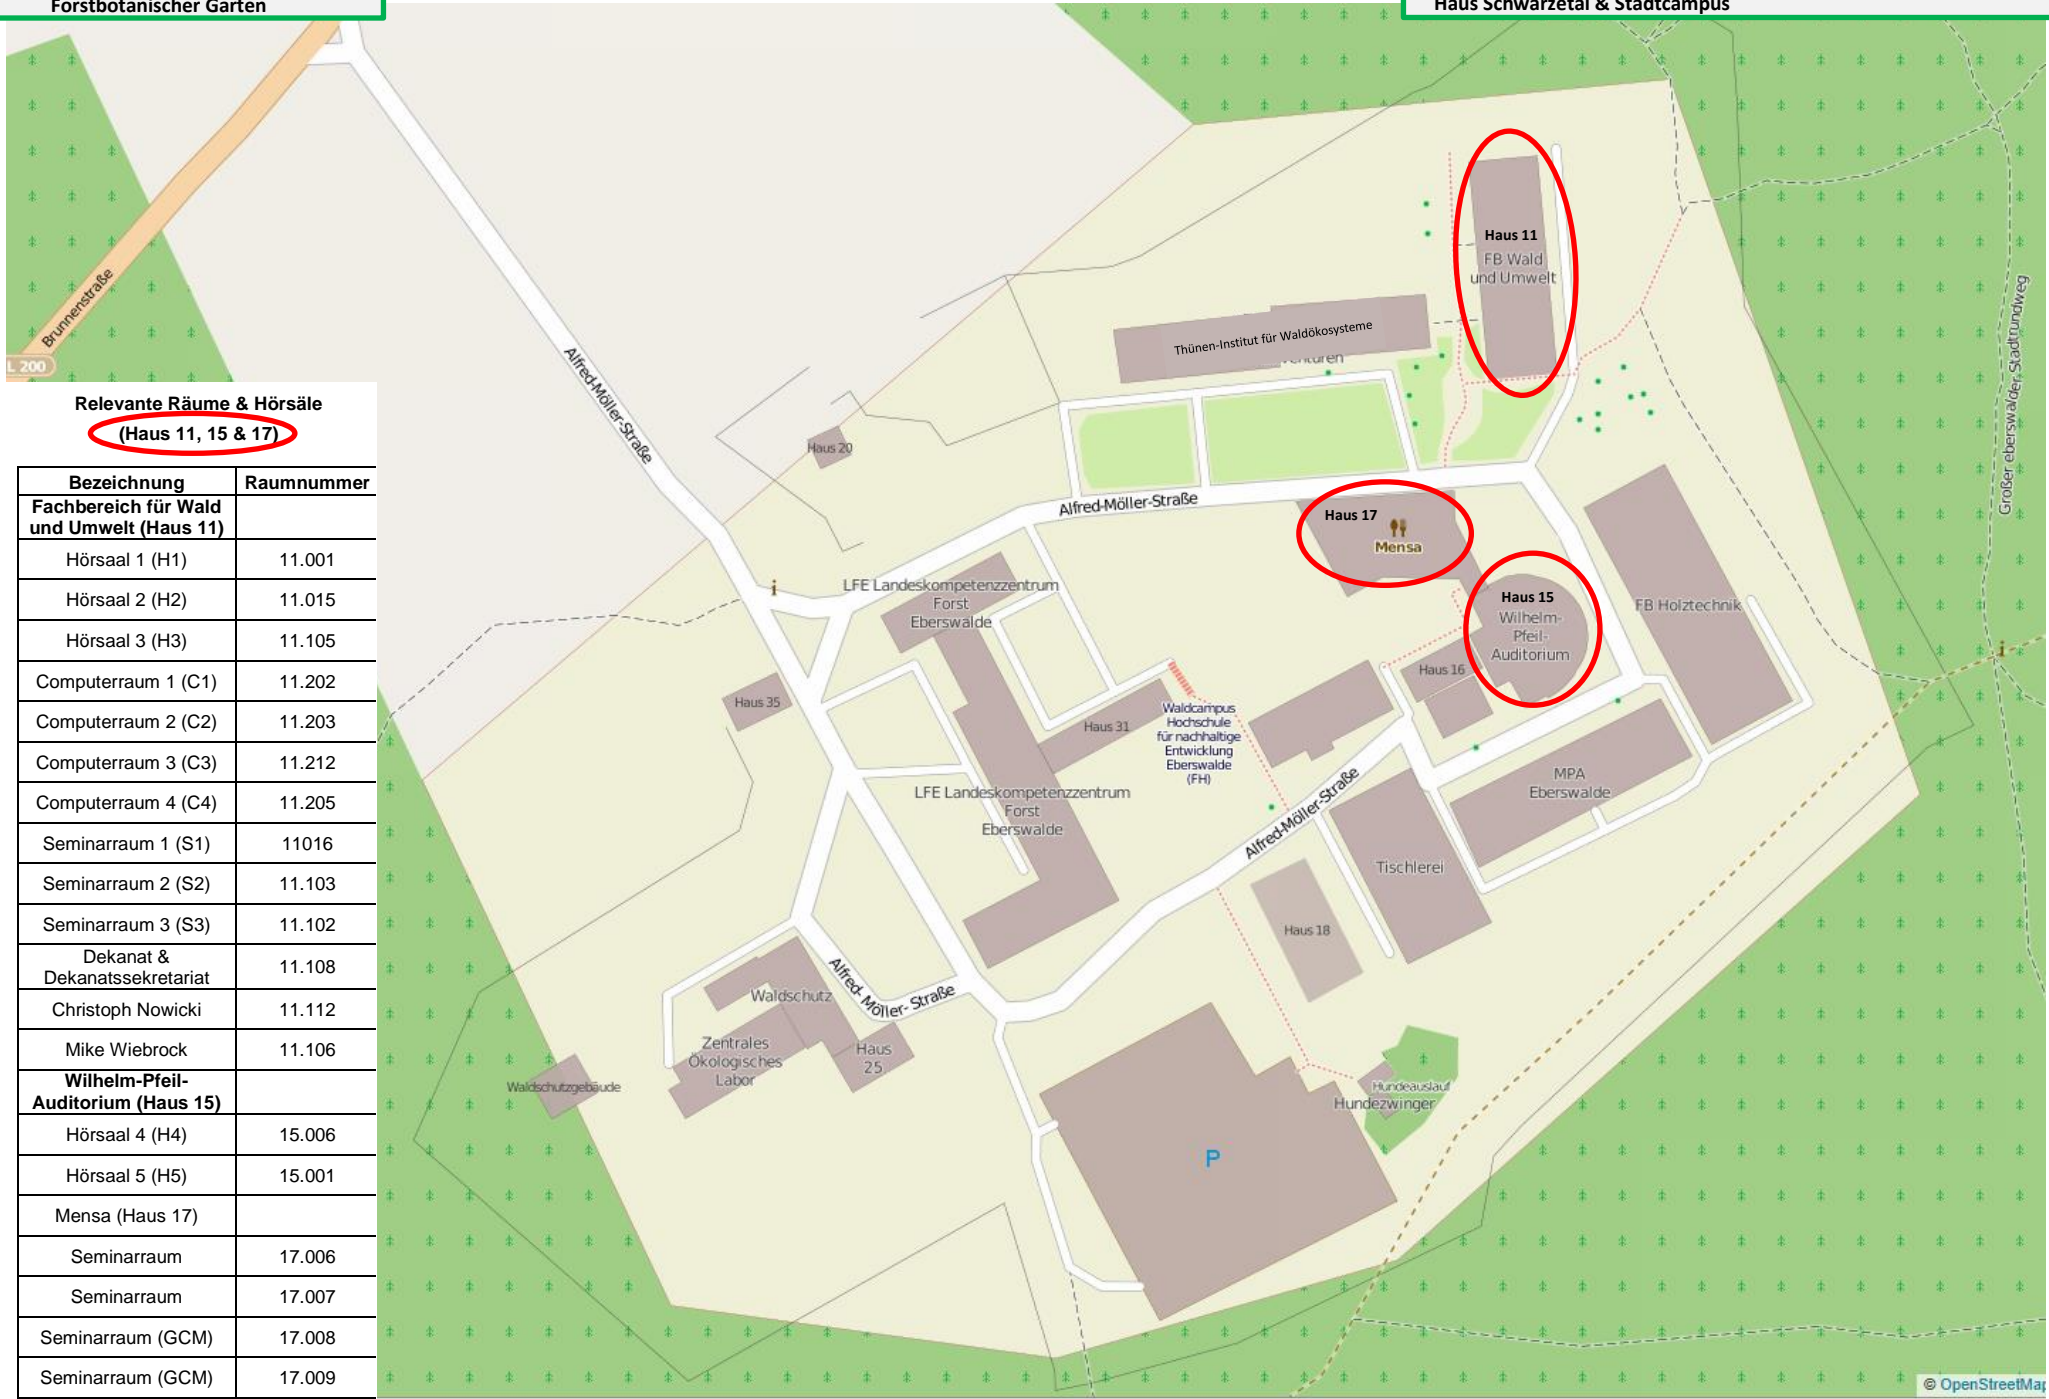 Forstbotanischer Garten
Haus Schwärzetal & Stadtcampus
Brunnenstraße
L 200
Alfred-Möller-Straße
Haus 11
FB Wald
und Umwelt
Thünen-Institut für Waldökosysteme
Großer eberswalder Stadtrundweg
Haus 20
Alfred-Möller-Straße
Haus 17
Mensa
Haus 15
Wilhelm-
Pfeil-
Auditorium
FB Holztechnik
Haus 16
LFE Landeskompetenzzentrum
Forst
Eberswalde
i
i
Haus 35
Haus 31
Waldcampus
Hochschule
für nachhaltige
Entwicklung
Eberswalde
(FH)
LFE Landeskompetenzzentrum
Forst
Eberswalde
MPA
Eberswalde
Alfred-Möller-Straße
Tischlerei
Haus 18
Alfred- Möller- Straße
Waldschutz
Zentrales
Ökologisches
Labor
Haus
25
Waldschutzgebäude
Hundeauslauf
Hundezwinger
P
Relevante Räume & Hörsäle
(Haus 11, 15 & 17)
Bezeichnung Raumnummer
Fachbereich für Wald
und Umwelt (Haus 11)
Hörsaal 1 (H1) 11.001
Hörsaal 2 (H2) 11.015
Hörsaal 3 (H3) 11.105
Computerraum 1 (C1) 11.202
Computerraum 2 (C2) 11.203
Computerraum 3 (C3) 11.212
Computerraum 4 (C4) 11.205
Seminarraum 1 (S1) 11016
Seminarraum 2 (S2) 11.103
Seminarraum 3 (S3) 11.102
Dekanat &
Dekanatssekretariat 11.108
Christoph Nowicki 11.112
Mike Wiebrock 11.106
Wilhelm-Pfeil-
Auditorium (Haus 15)
Hörsaal 4 (H4) 15.006
Hörsaal 5 (H5) 15.001
Mensa (Haus 17)
Seminarraum 17.006
Seminarraum 17.007
Seminarraum (GCM) 17.008
Seminarraum (GCM) 17.009
© OpenStreetMap